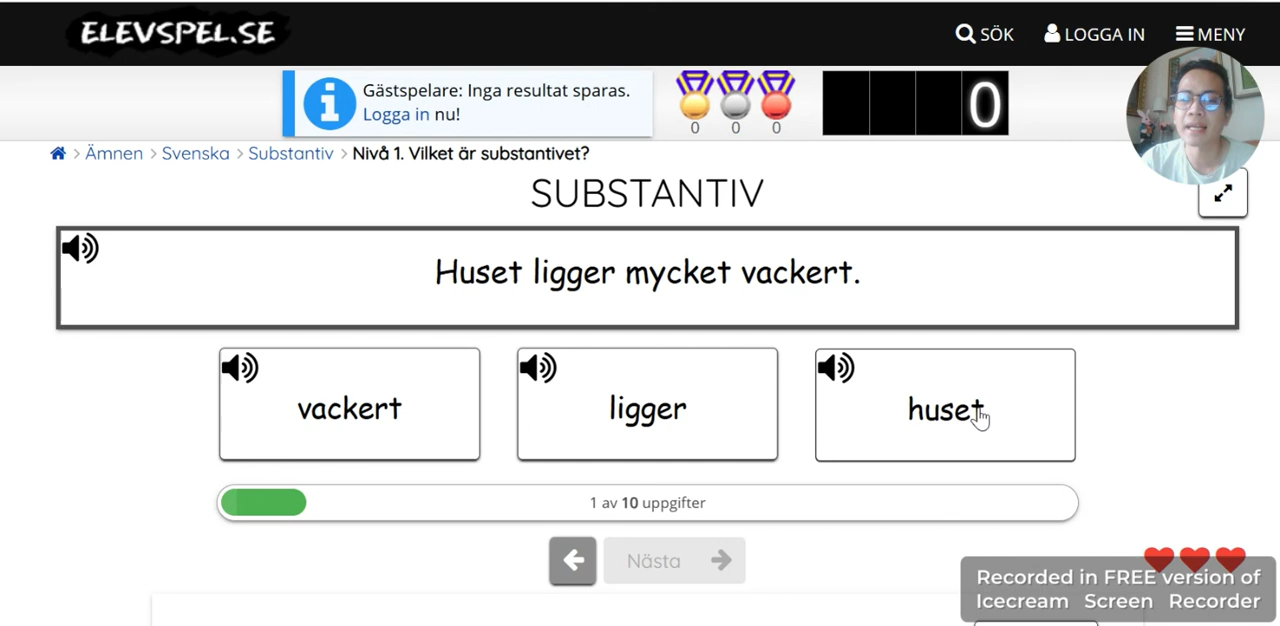 ELEVSPEL.SE
SÖK
LOGGA IN
MENY
Gästspelare: Inga resultat sparas.
Logga in nu!
0
0
0
0
> Ämnen > Svenska > Substantiv > Nivå 1. Vilket är substantivet?
SUBSTANTIV
Huset ligger mycket vackert.
vackert
ligger
huset
1 av 10 uppgifter
Nästa
Recorded in FREE version of
Icecream Screen Recorder